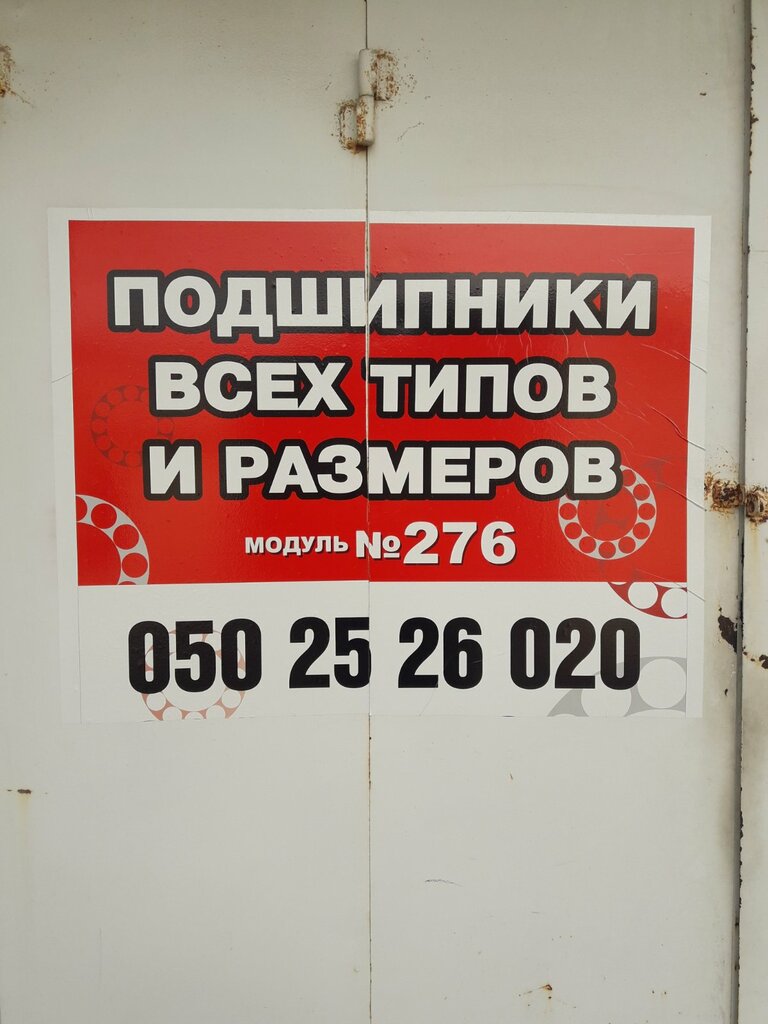 ПОДШИПНИКИ
ВСЕХ ТИПОВ
И РАЗМЕРОВ
МОДУЛЬ №276
050 25 26 020